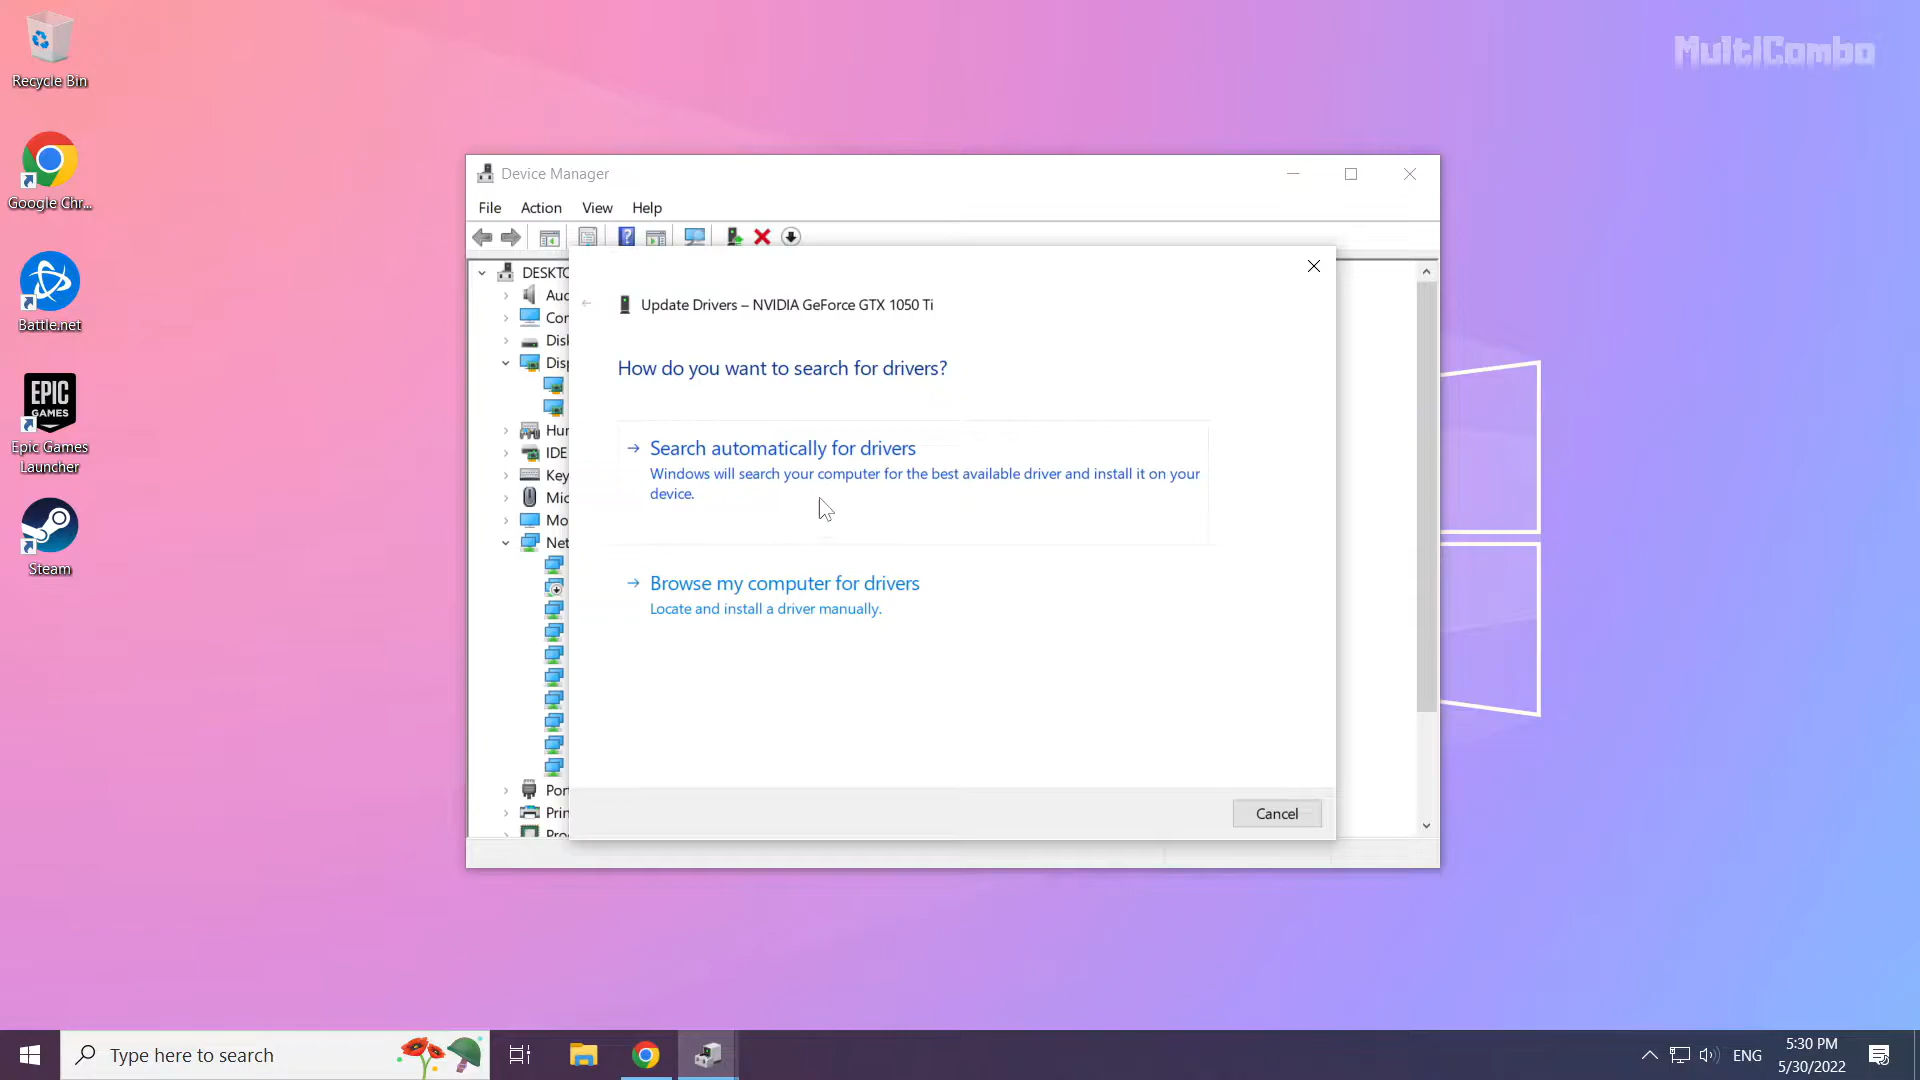 Recycle Bin
Google Chr...
Battle.net
EPIC
GAMES
Epic Games
Launcher
Steam
MultiCombo
Device Manager
File Action View Help
DESKTO
Update Drivers – NVIDIA GeForce GTX 1050 Ti
How do you want to search for drivers?
Search automatically for drivers
Windows will search your computer for the best available driver and install it on your
device.
Browse my computer for drivers
Locate and install a driver manually.
Cancel
Aud
Con
Disk
Disp
Hun
IDE
Key
Mic
Mo
Net
Port
Prin
Pro
Type here to search
ENG
5:30 PM
5/30/2022